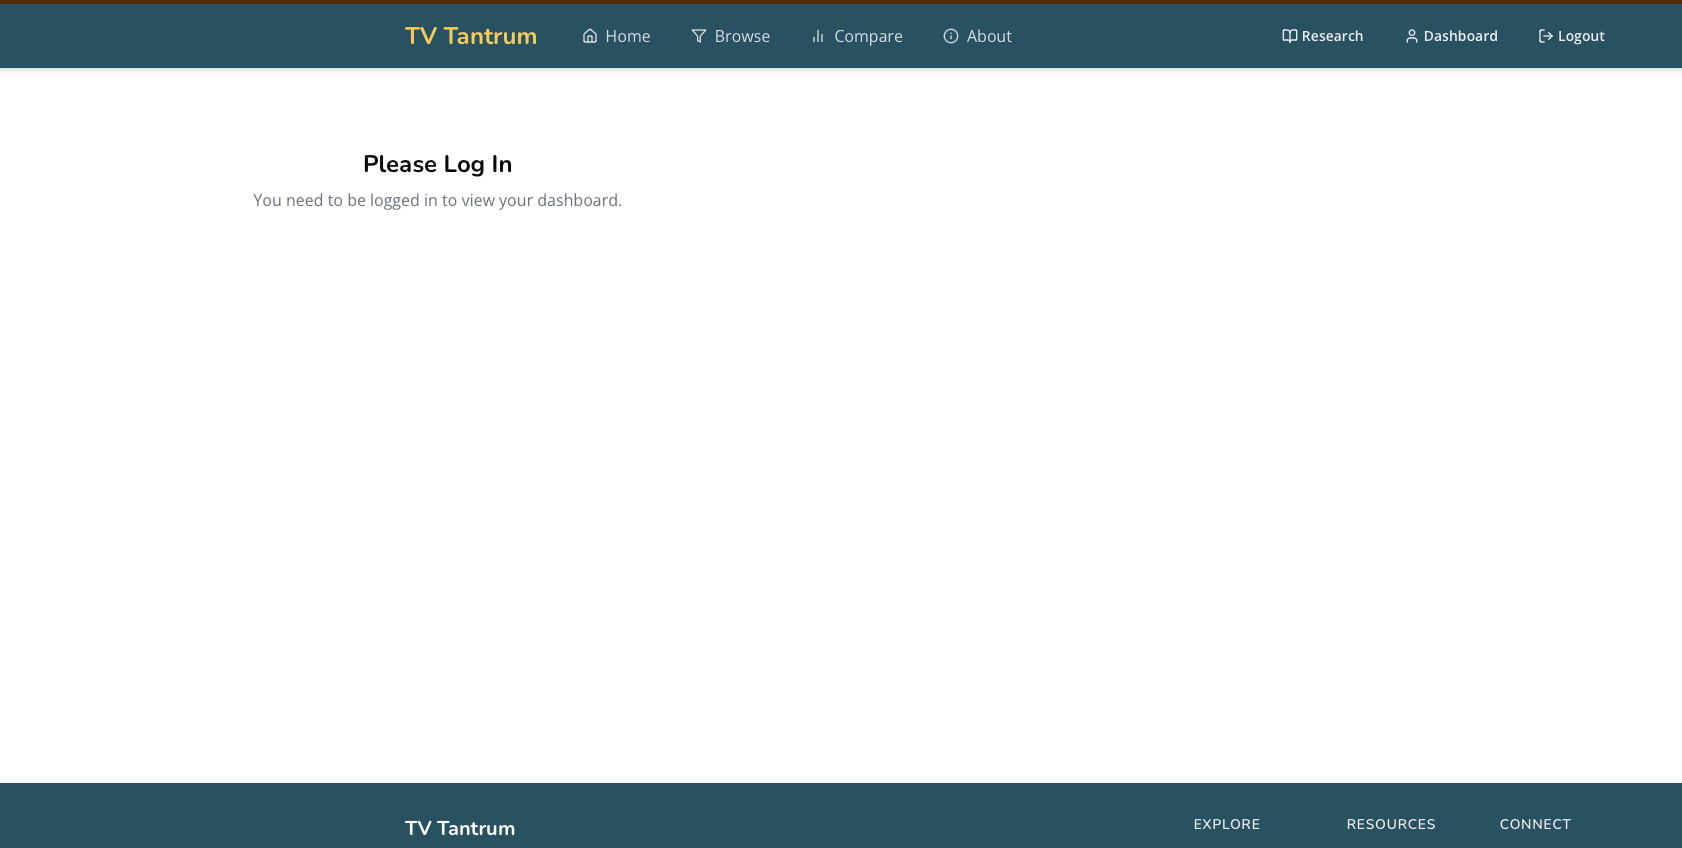 TV Tantrum
Home
Browse
Compare
About
Research
Dashboard
Logout
Please Log In
You need to be logged in to view your dashboard.
TV Tantrum
EXPLORE
RESOURCES
CONNECT